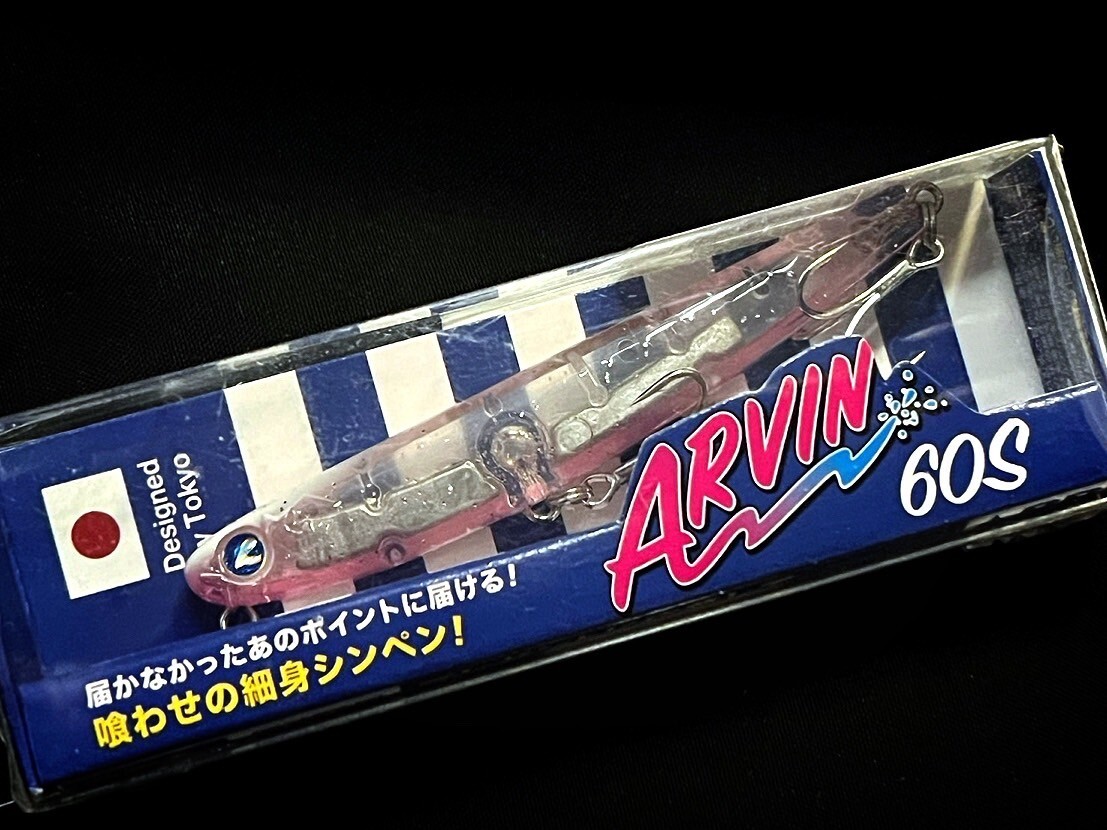 Designed
Tokyo
ARVIN
60S
届かなかったあのポイントに届ける!
喰わせの細身シンペン!